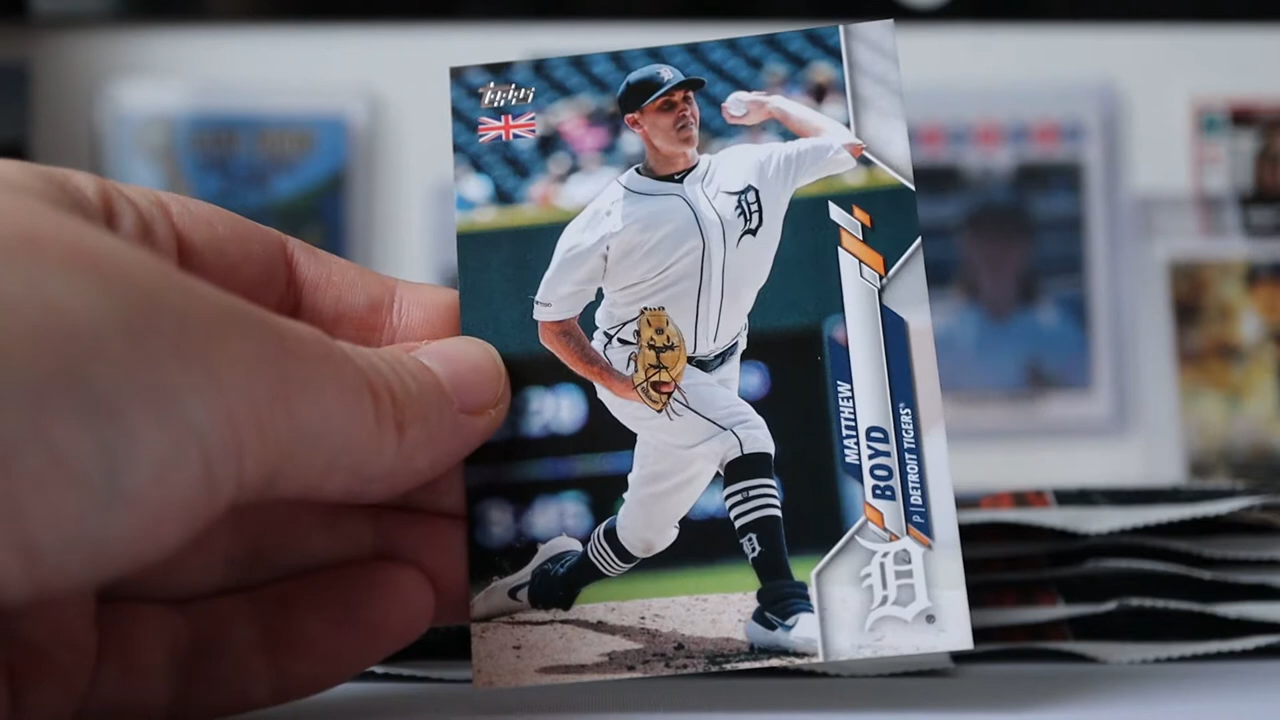 Topps
MATTHEW
BOYD
P | DETROIT TIGERS®
D
D
®